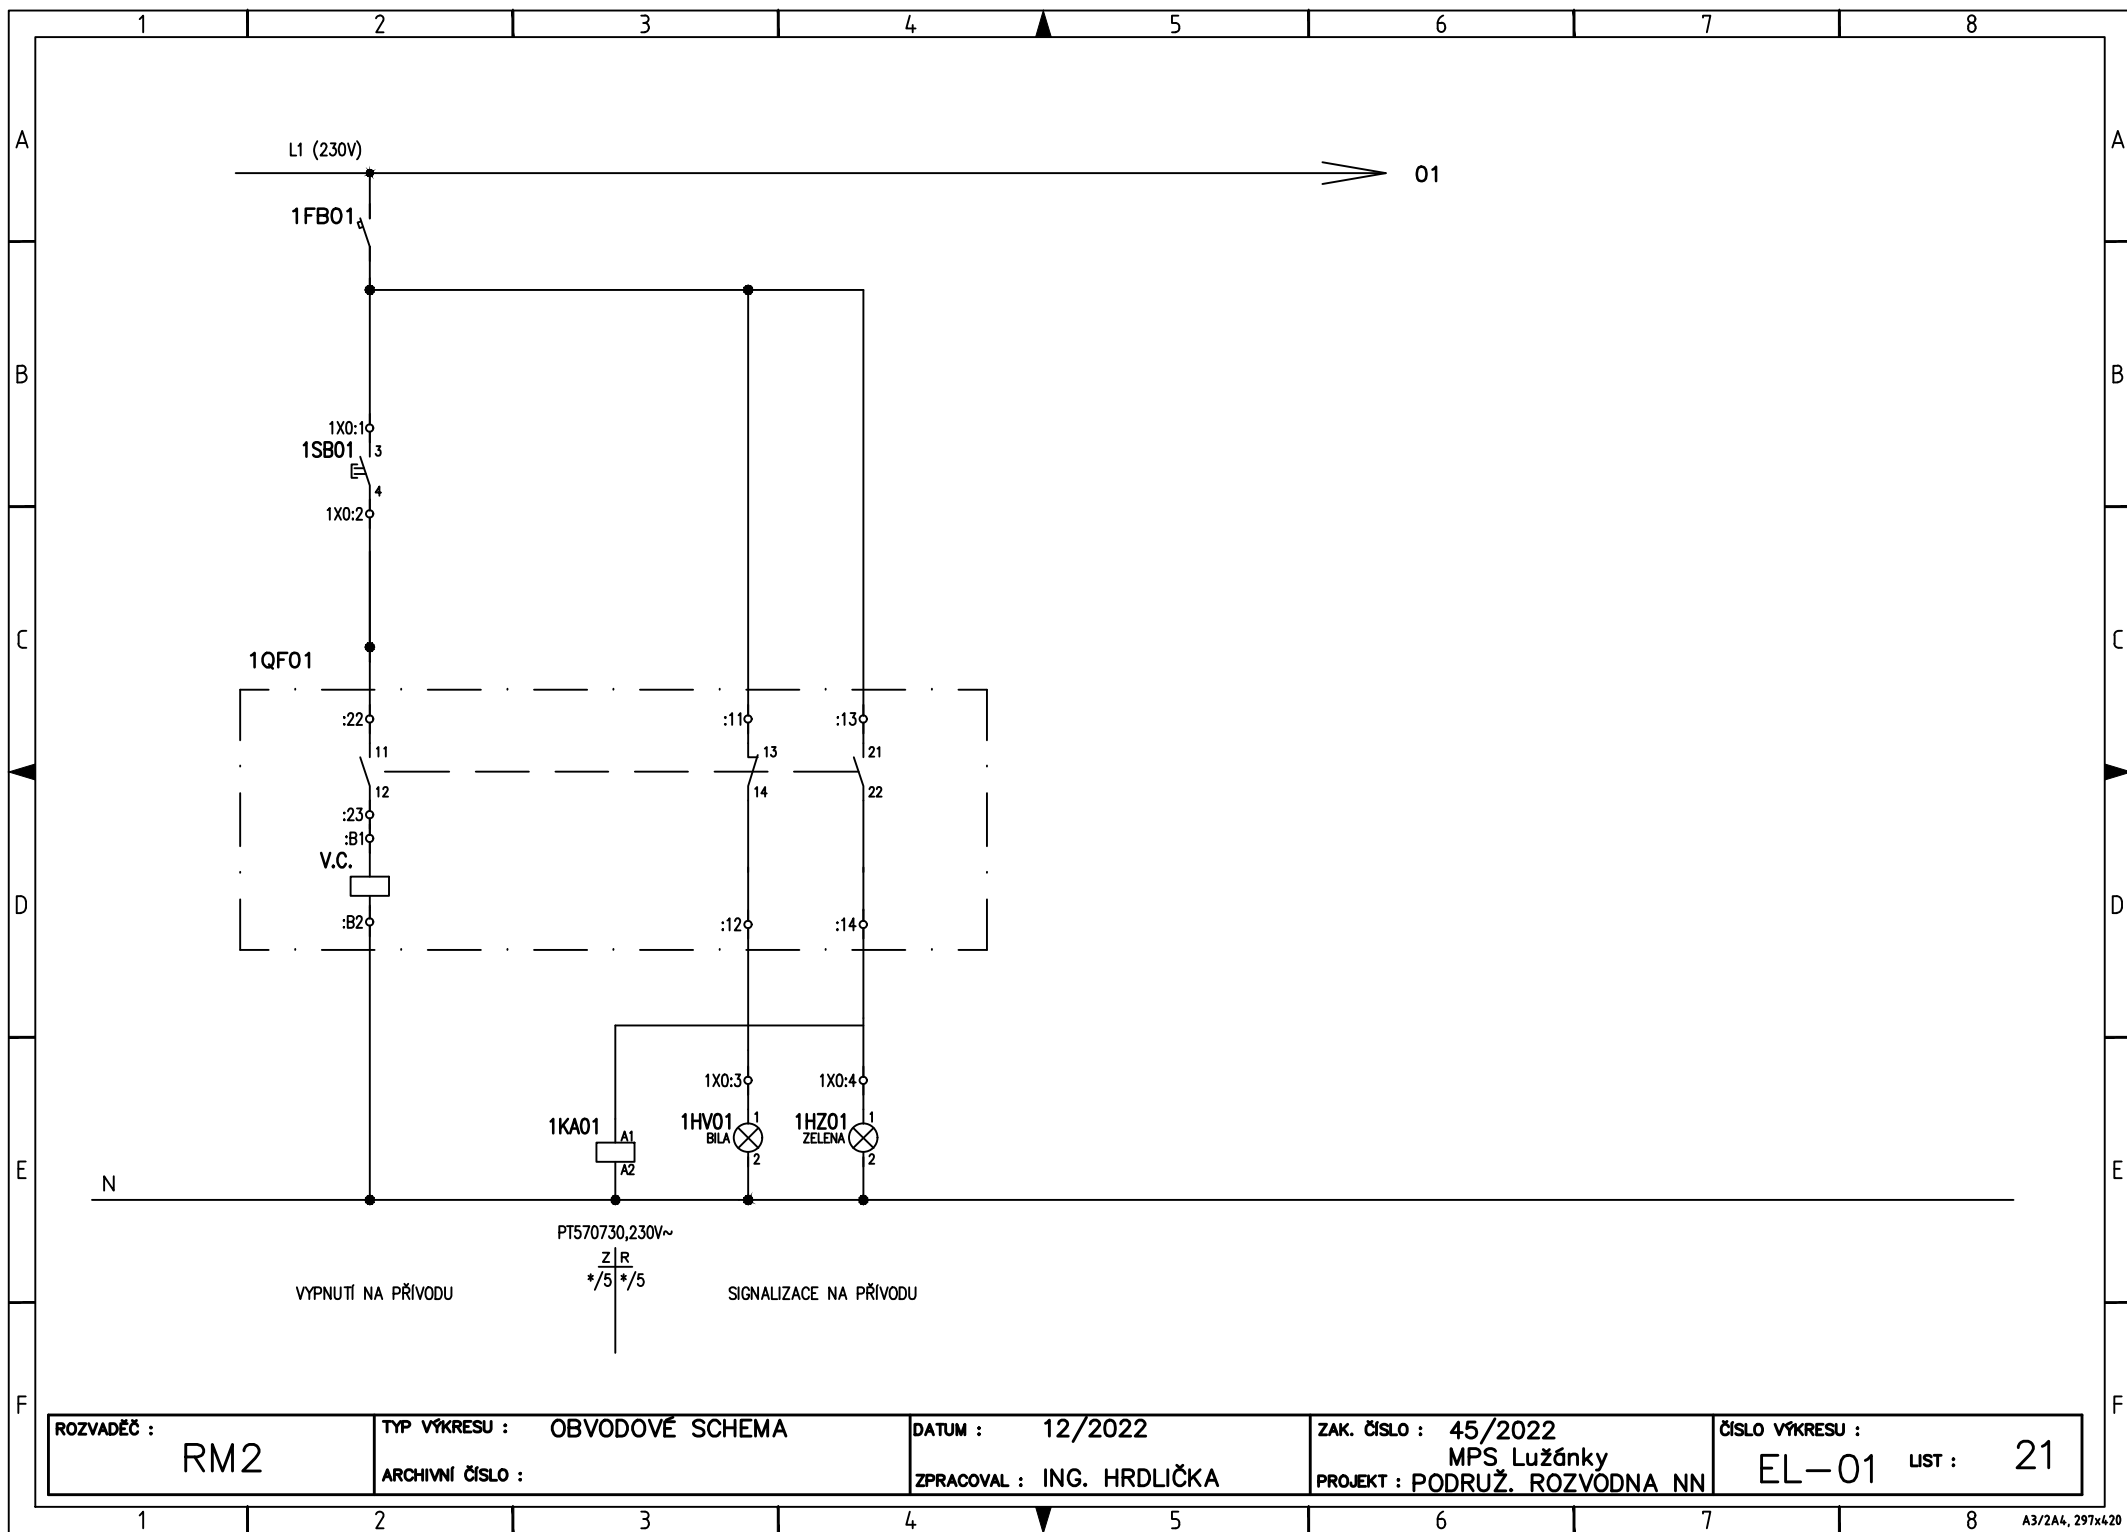 1 2 3 4 5 6 7 8
A A
L1 (230V)
01
1FB01
B B
1X0:1
1SB01 3
4
1X0:2
C C
1QF01
:22 :11 :13
11 13 21
12 14 22
:23
:B1
V.C.
D D
:B2 :12 :14
1X0:3 1X0:4
1KA01 A1 1HV01 1 1HZ01 1
BILA ZELENA
A2 2 2
E E
N
PT570730,230V~
Z R
*/5 */5
VYPNUTÍ NA PŘÍVODU SIGNALIZACE NA PŘÍVODU
F F
ROZVADĚČ : TYP VÝKRESU : OBVODOVÉ SCHEMA DATUM : 12/2022 ZAK. ČÍSLO : 45/2022 ČÍSLO VÝKRESU :
RM2 MPS Lužánky EL-01 LIST : 21
ARCHIVNÍ ČÍSLO : ZPRACOVAL : ING. HRDLIČKA PROJEKT : PODRUŽ. ROZVODNA NN
1 2 3 4 5 6 7 8 A3/2A4, 297x420